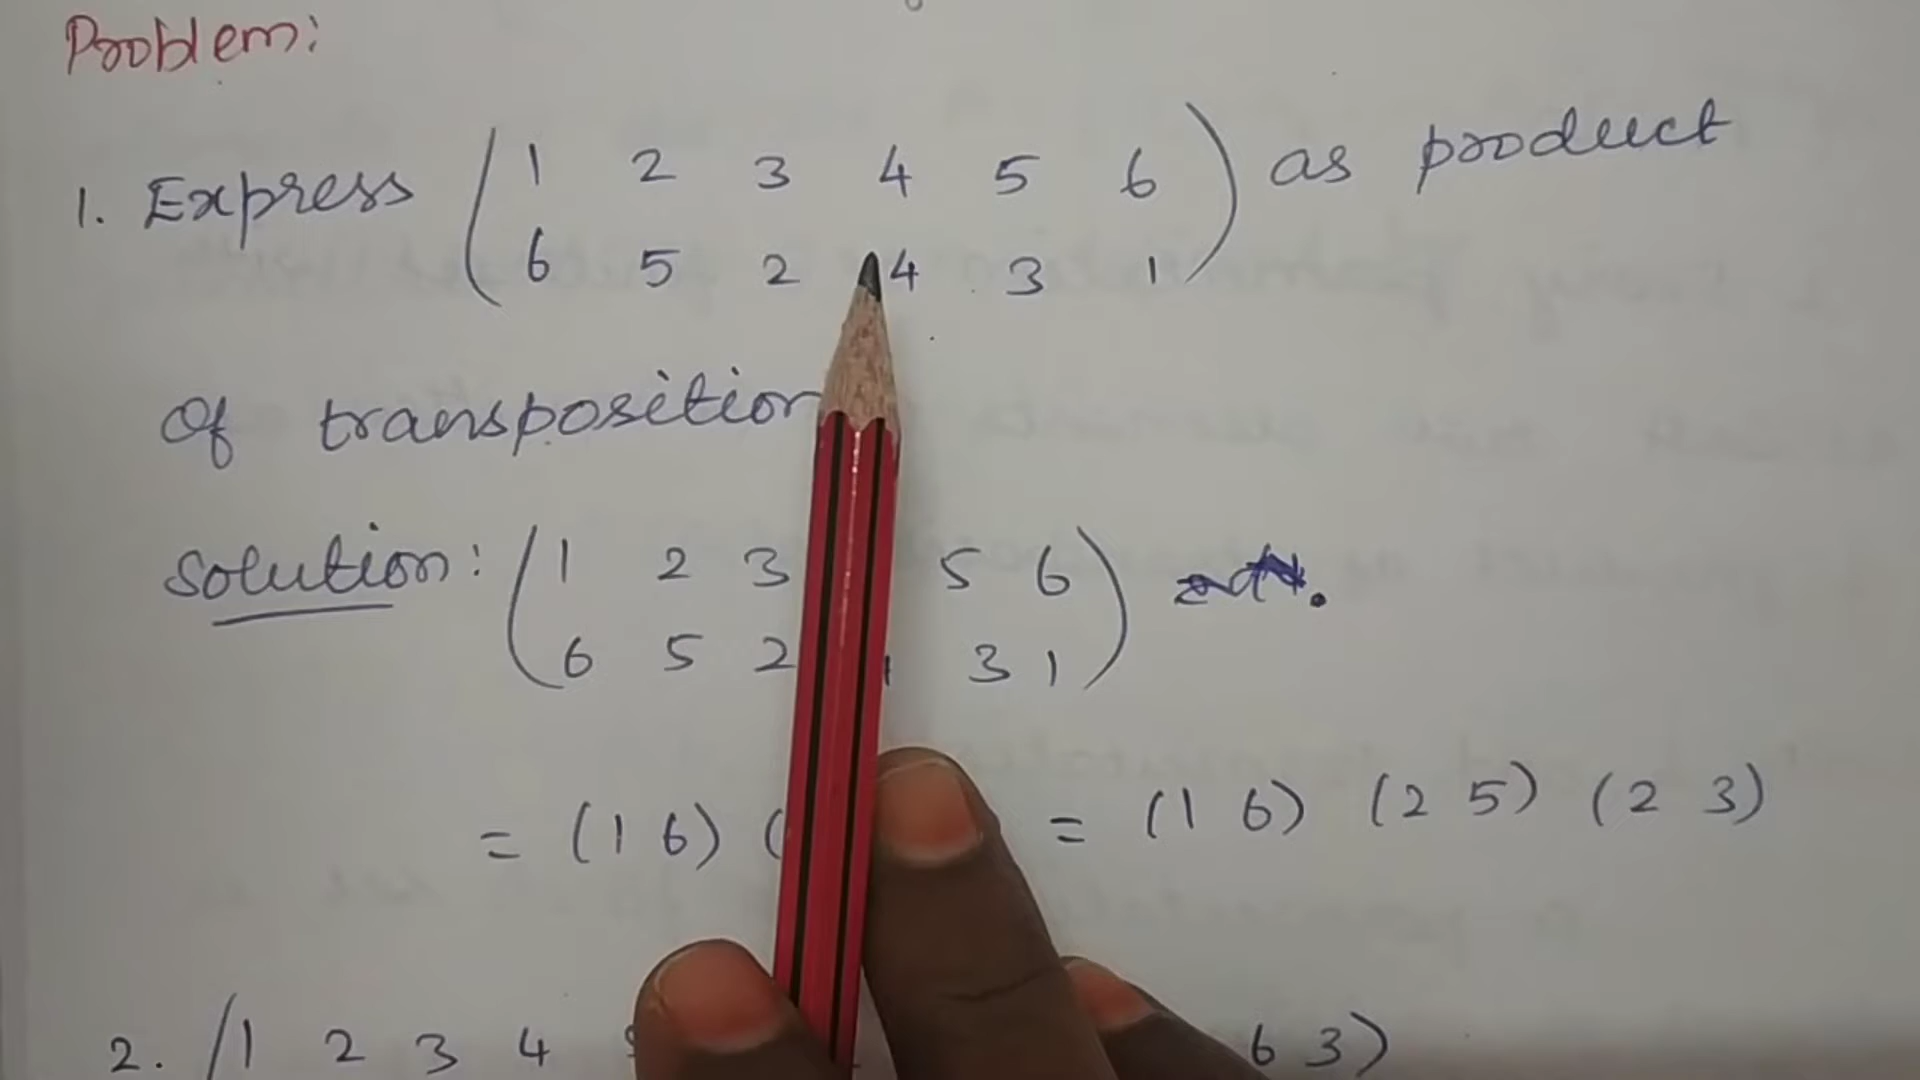 Problem:
1. Express ( 1 2 3 4 5 6 ) as product
6 5 2 4 3 1
Of transposition
Solution: ( 1 2 3 5 6 )
6 5 2 3 1
= (1 6) ( = (1 6) (2 5) (2 3)
2. ( 1 2 3 4 6 3)